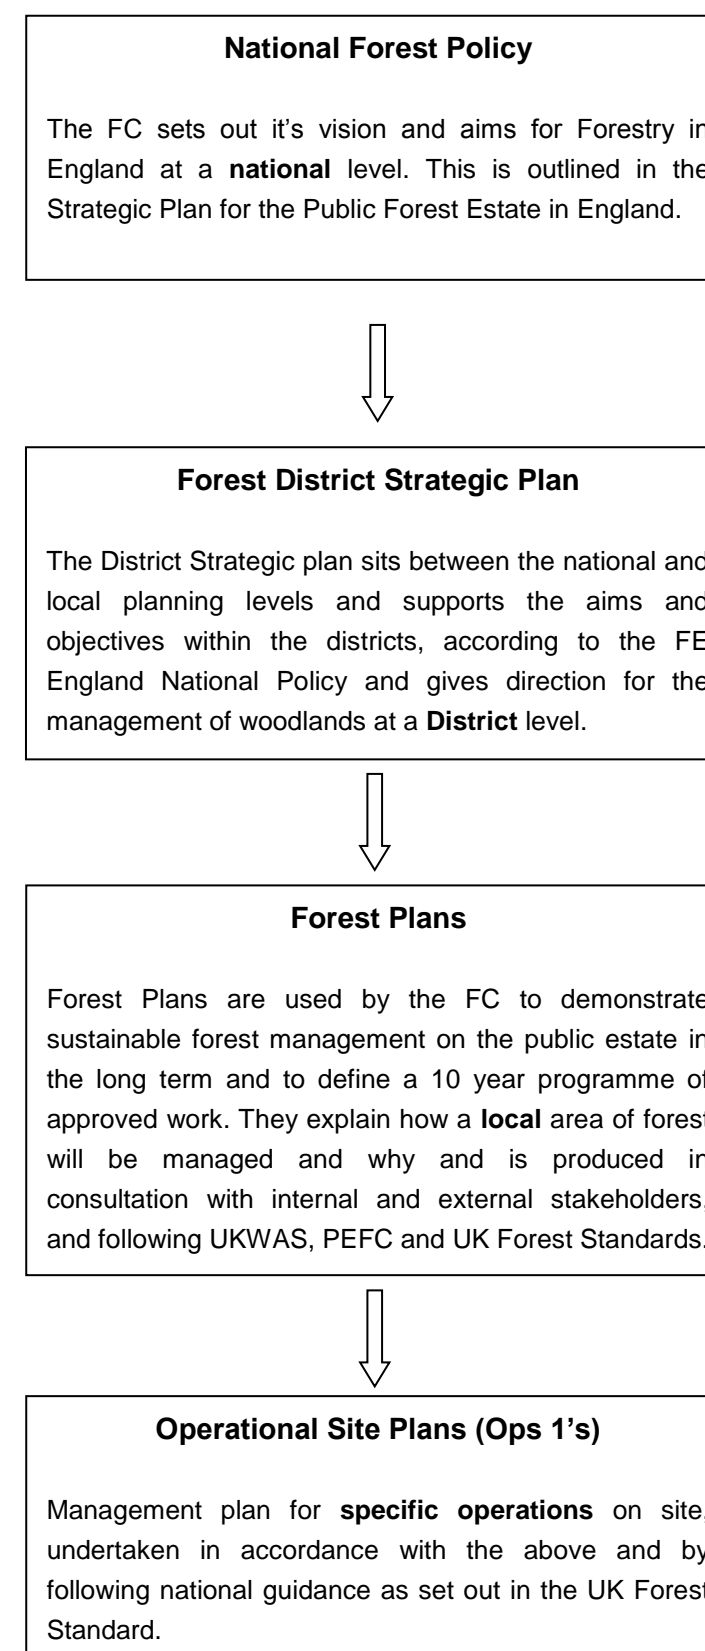 National Forest Policy
The FC sets out it's vision and aims for Forestry in
England at a national level. This is outlined in the
Strategic Plan for the Public Forest Estate in England.
Forest District Strategic Plan
The District Strategic plan sits between the national and
local planning levels and supports the aims and
objectives within the districts, according to the FE
England National Policy and gives direction for the
management of woodlands at a District level.
Forest Plans
Forest Plans are used by the FC to demonstrate
sustainable forest management on the public estate in
the long term and to define a 10 year programme of
approved work. They explain how a local area of forest
will be managed and why and is produced in
consultation with internal and external stakeholders,
and following UKWAS, PEFC and UK Forest Standards.
Operational Site Plans (Ops 1's)
Management plan for specific operations on site,
undertaken in accordance with the above and by
following national guidance as set out in the UK Forest
Standard.